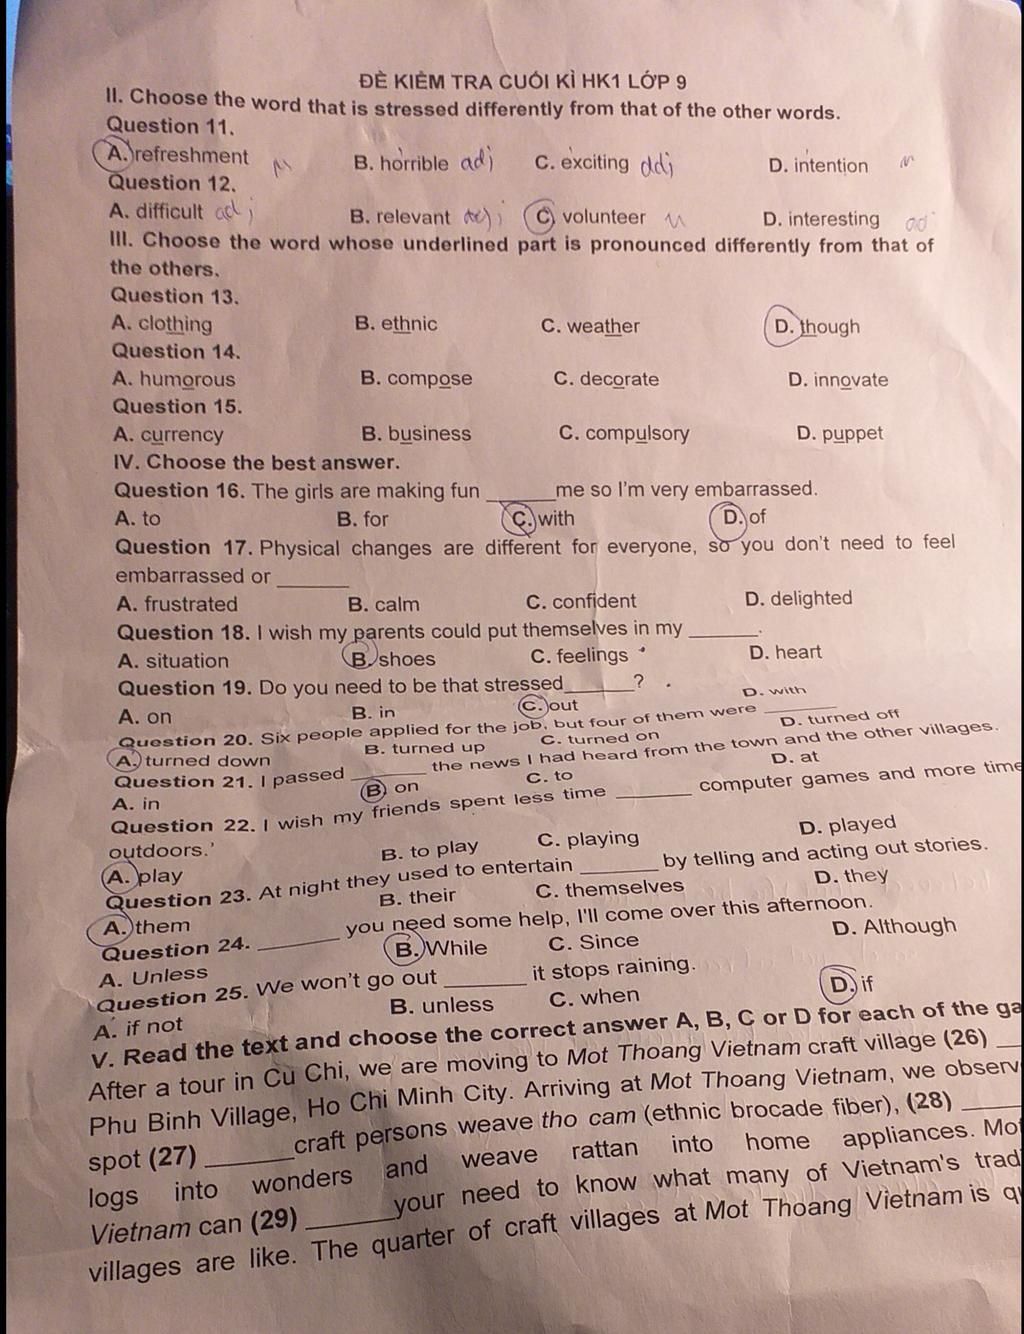 ĐỀ KIỂM TRA CUỐI KÌ HK1 LỚP 9
II. Choose the word that is stressed differently from that of the other words.
Question 11.
A. refreshment n B. horrible adj C. exciting adj D. intention n
Question 12.
A. difficult adj B. relevant adj C. volunteer n D. interesting ad
III. Choose the word whose underlined part is pronounced differently from that of
the others.
Question 13.
A. clothing B. ethnic C. weather D. though
Question 14.
A. humorous B. compose C. decorate D. innovate
Question 15.
A. currency B. business C. compulsory D. puppet
IV. Choose the best answer.
Question 16. The girls are making fun ______ me so I'm very embarrassed.
A. to B. for C. with D. of
Question 17. Physical changes are different for everyone, so you don't need to feel
embarrassed or ______
A. frustrated B. calm C. confident D. delighted
Question 18. I wish my parents could put themselves in my ______.
A. situation B. shoes C. feelings D. heart
Question 19. Do you need to be that stressed ______?
A. on B. in C. out D. with
Question 20. Six people applied for the job, but four of them were ______
A. turned down B. turned up C. turned on D. turned off
Question 21. I passed ______ the news I had heard from the town and the other villages.
A. in B. on C. to D. at
Question 22. I wish my friends spent less time ______ computer games and more time
outdoors.'
A. play B. to play C. playing D. played
Question 23. At night they used to entertain ______ by telling and acting out stories.
A. them B. their C. themselves D. they
Question 24. ______ you need some help, I'll come over this afternoon.
A. Unless B. While C. Since D. Although
Question 25. We won't go out ______ it stops raining.
A. if not B. unless C. when D. if
V. Read the text and choose the correct answer A, B, C or D for each of the ga
After a tour in Cu Chi, we are moving to Mot Thoang Vietnam craft village (26) ___
Phu Binh Village, Ho Chi Minh City. Arriving at Mot Thoang Vietnam, we observ
spot (27) ______ craft persons weave tho cam (ethnic brocade fiber), (28) ______
logs into wonders and weave rattan into home appliances. Mot
Vietnam can (29) ______ your need to know what many of Vietnam's tradi
villages are like. The quarter of craft villages at Mot Thoang Vietnam is qu